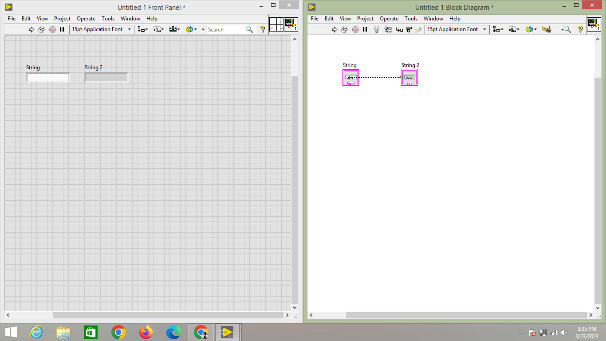 Untitled 1 Front Panel *
File Edit View Project Operate Tools Window Help
15pt Application Font
Search
String
String 2
Untitled 1 Block Diagram *
File Edit View Project Operate Tools Window Help
15pt Application Font
String
String 2